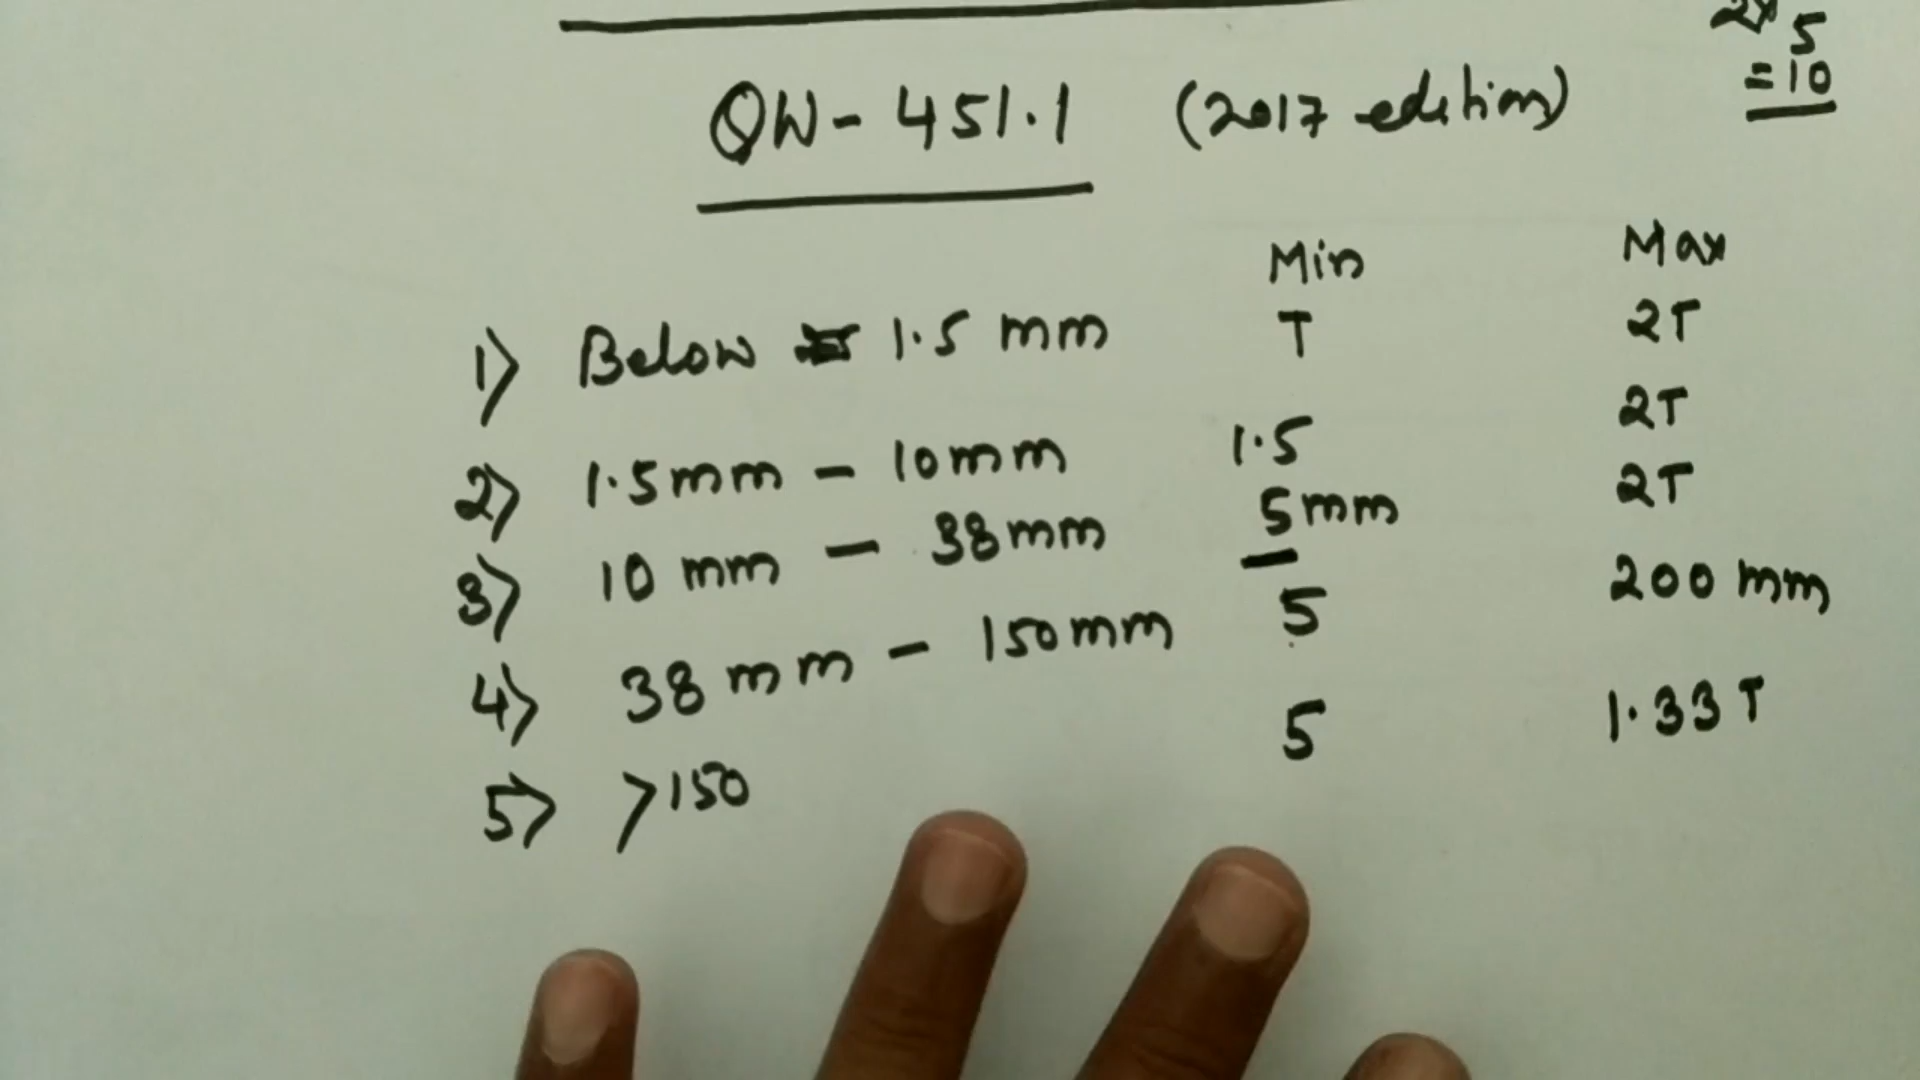 2x
5
= 10
QW - 451.1 (2017 edition)
Min Max
1) Below 1.5 mm T 2T
2) 1.5mm - 10mm 1.5 2T
3) 10 mm - 38mm 5mm 2T
4) 38 mm - 150mm 5 200 mm
5) >150 5 1.33T